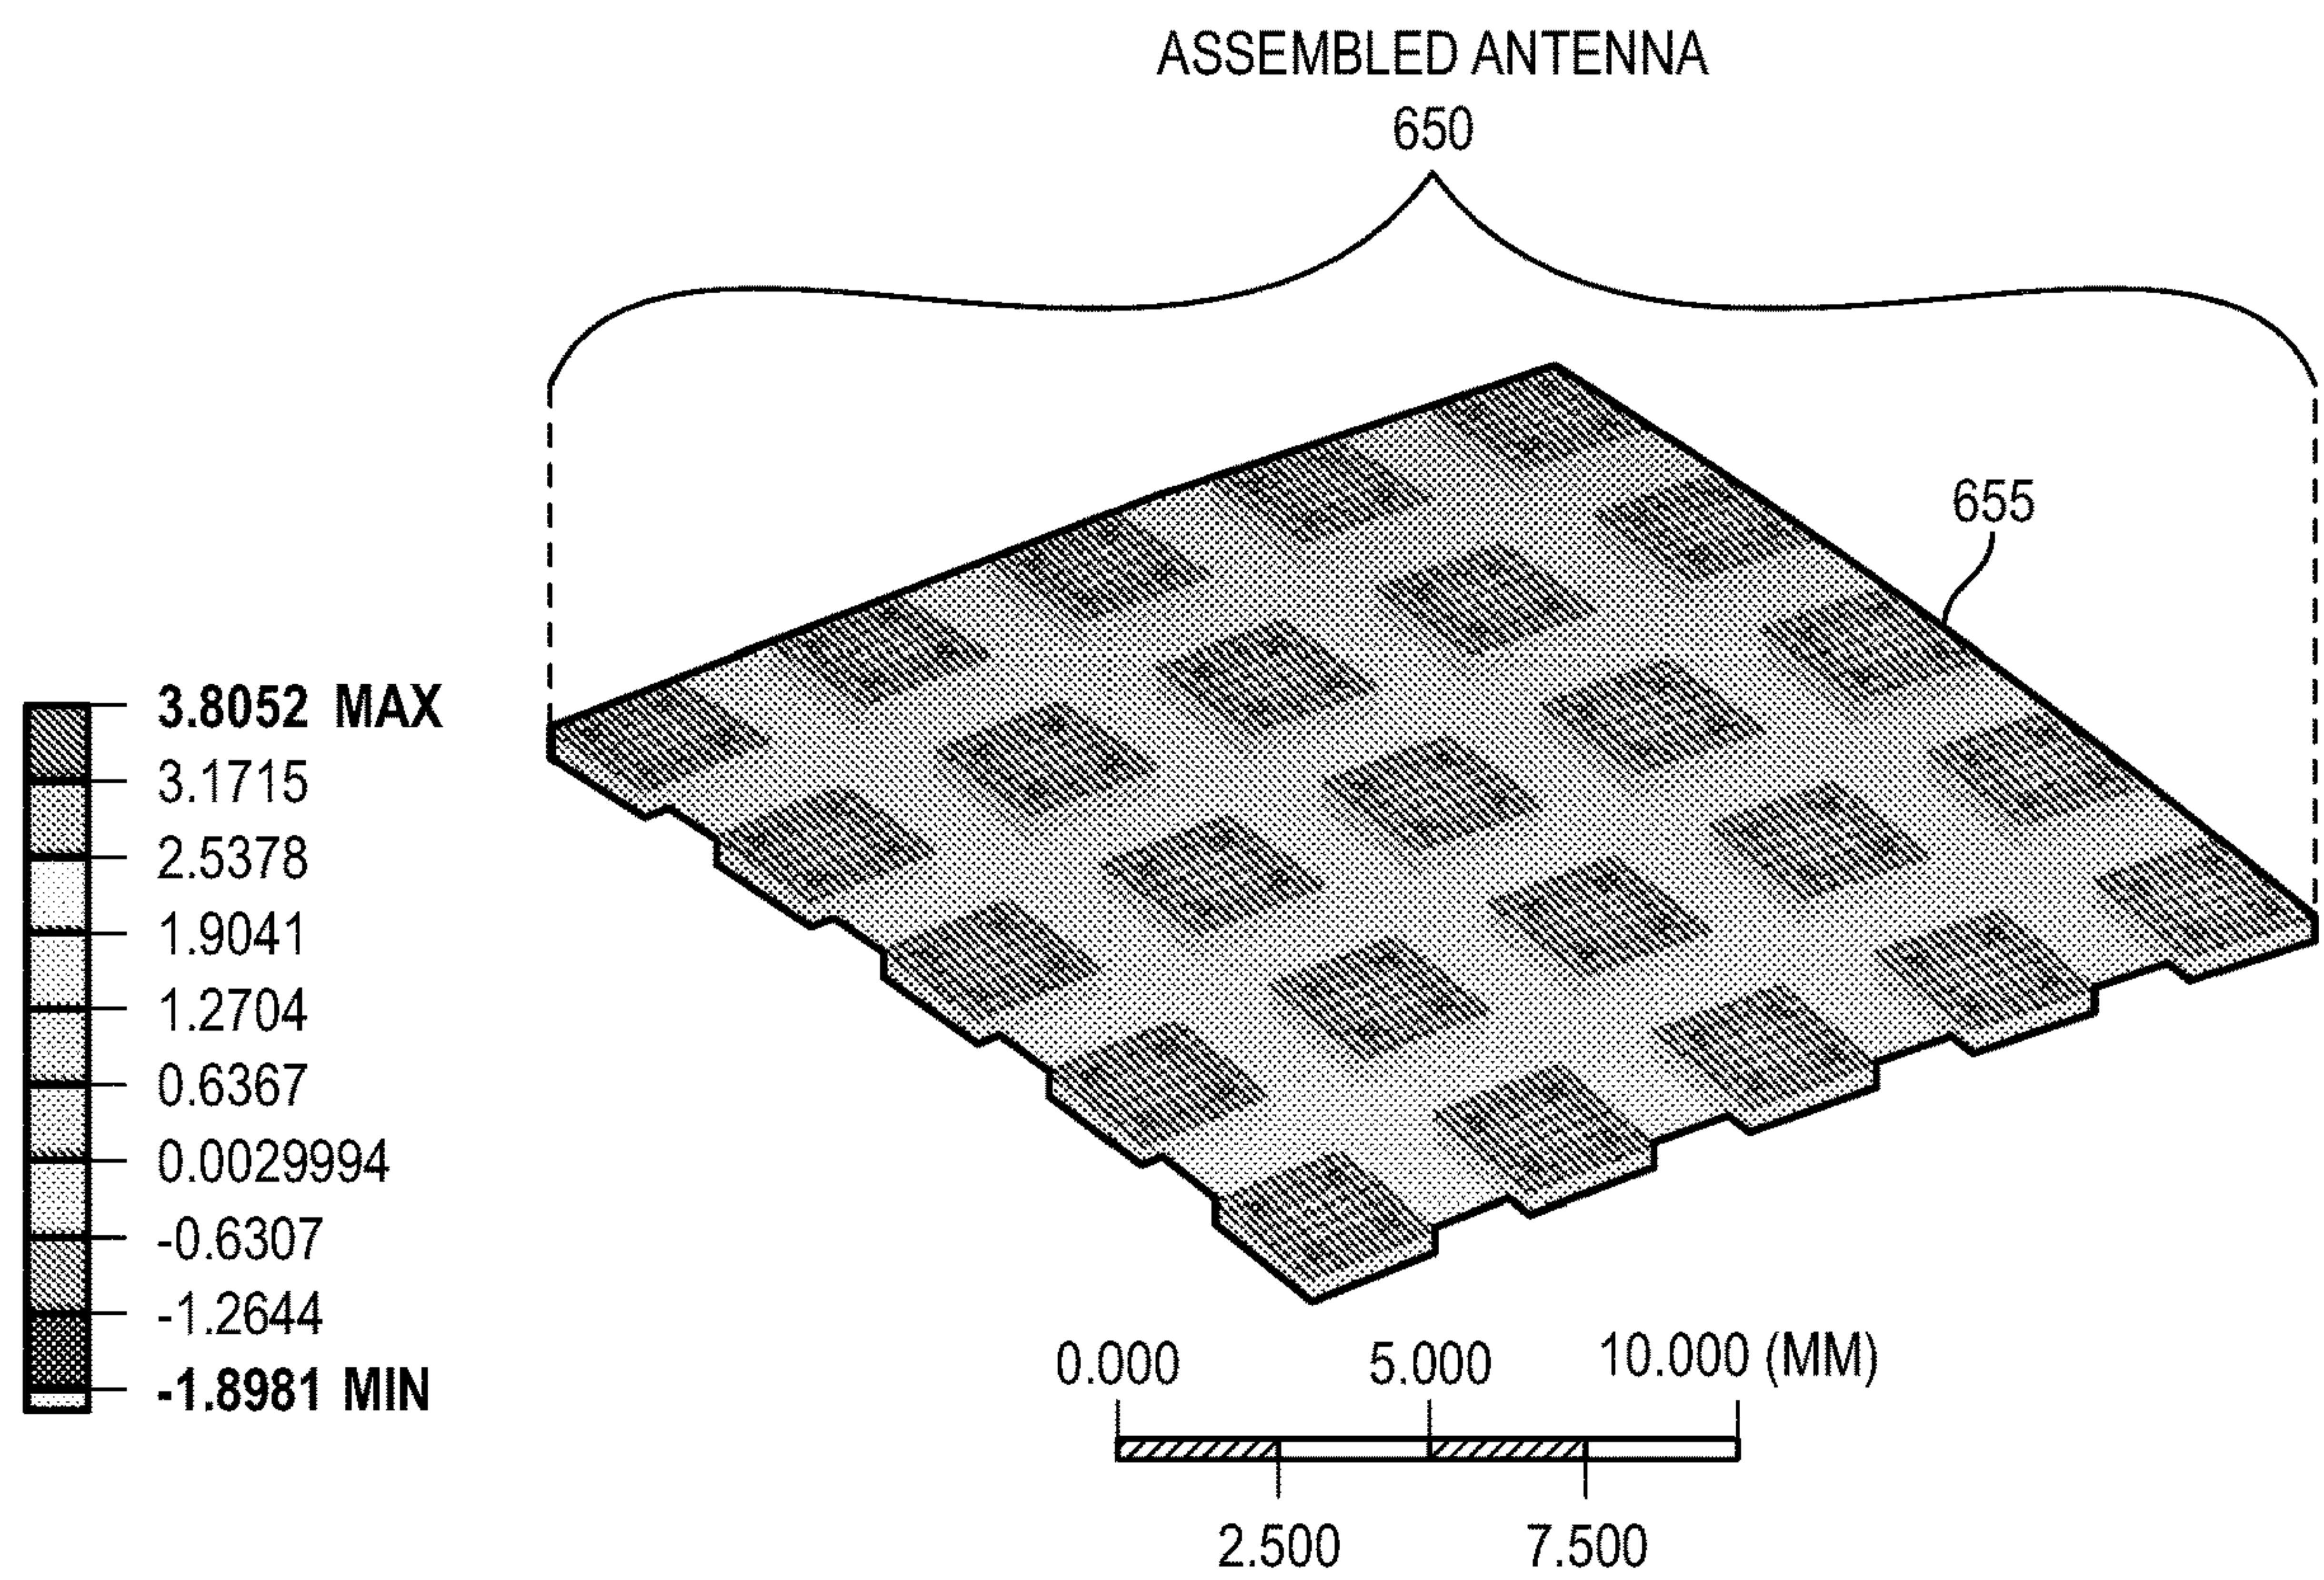 ASSEMBLED ANTENNA
650
655
3.8052 MAX
3.1715
2.5378
1.9041
1.2704
0.6367
0.0029994
-0.6307
-1.2644
-1.8981 MIN
0.000 5.000 10.000 (MM)
2.500 7.500